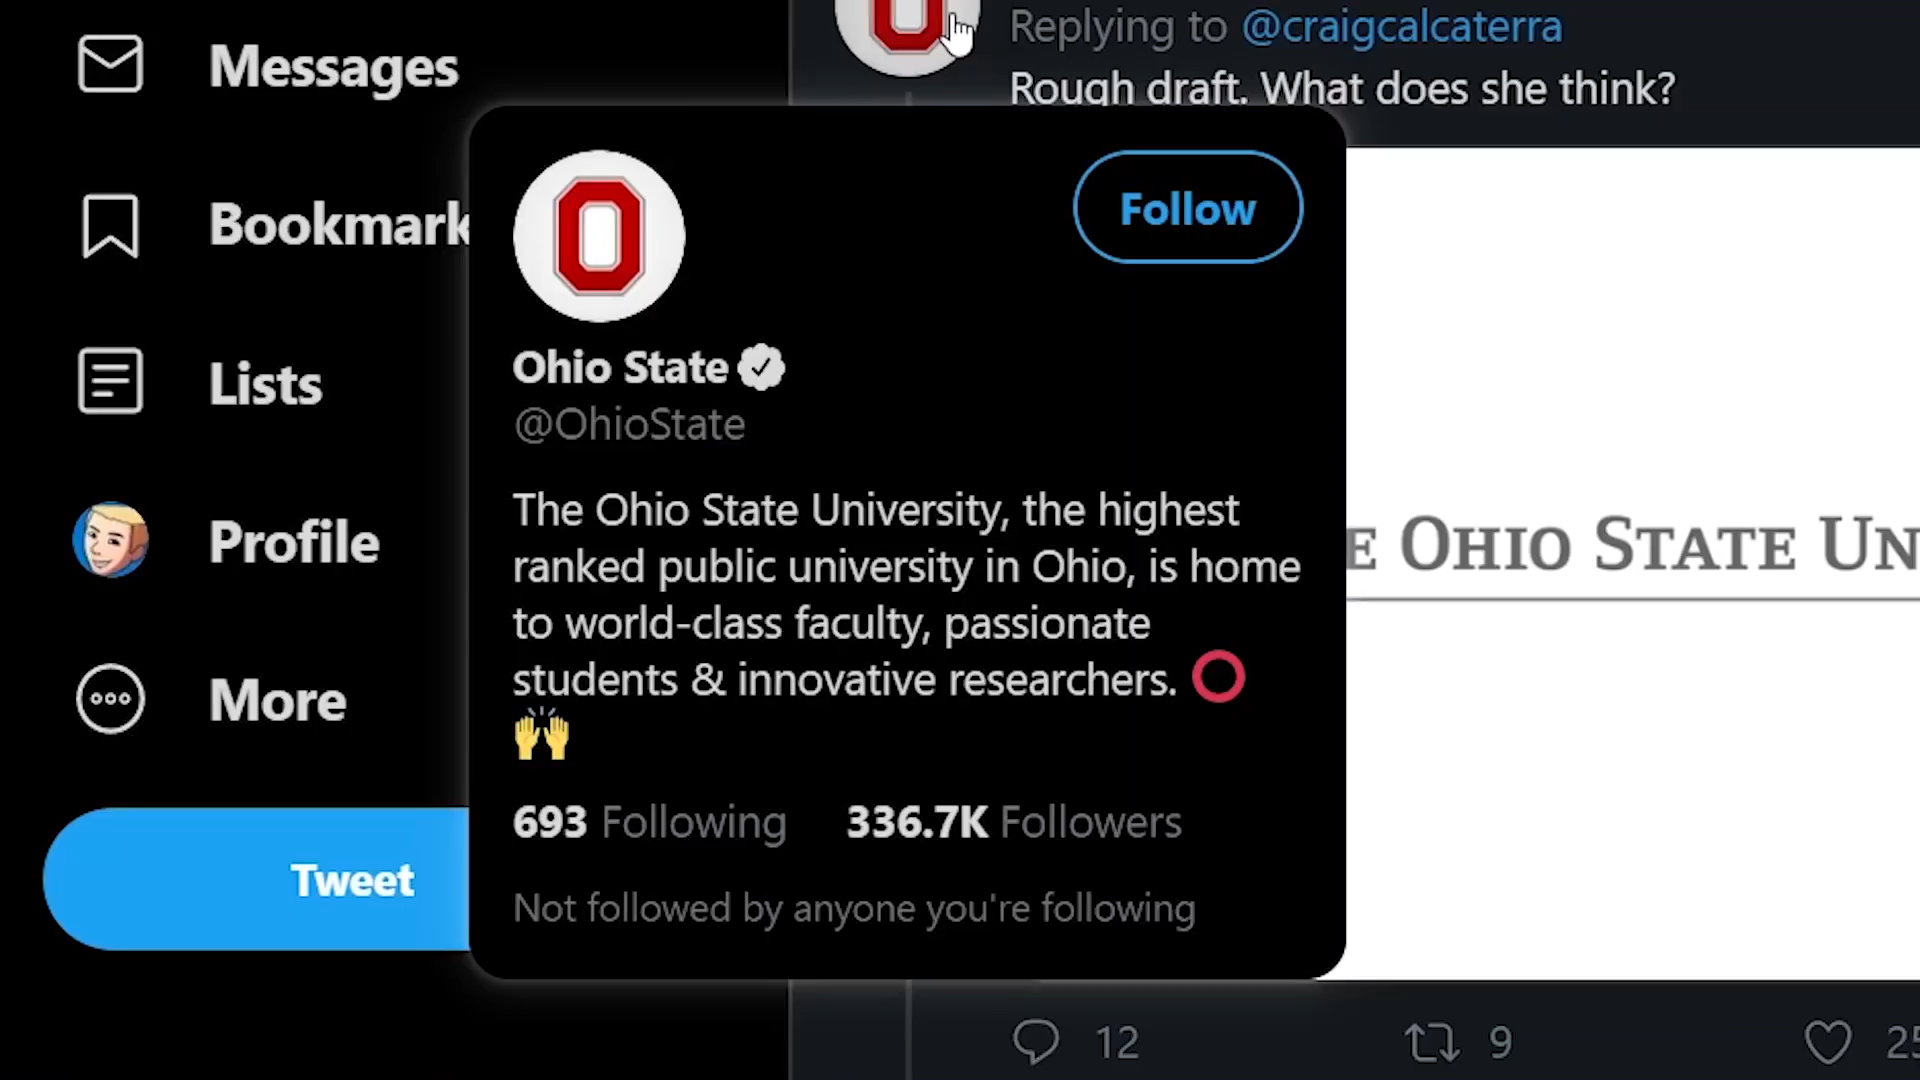 Replying to @craigcalcaterra
Rough draft. What does she think?
Messages
Bookmark
Lists
Profile
More
Tweet
O
Follow
Ohio State
@OhioState
The Ohio State University, the highest
ranked public university in Ohio, is home
to world-class faculty, passionate
students & innovative researchers. ⭕
🙌
693 Following 336.7K Followers
Not followed by anyone you're following
E OHIO STATE UN
12 9 25